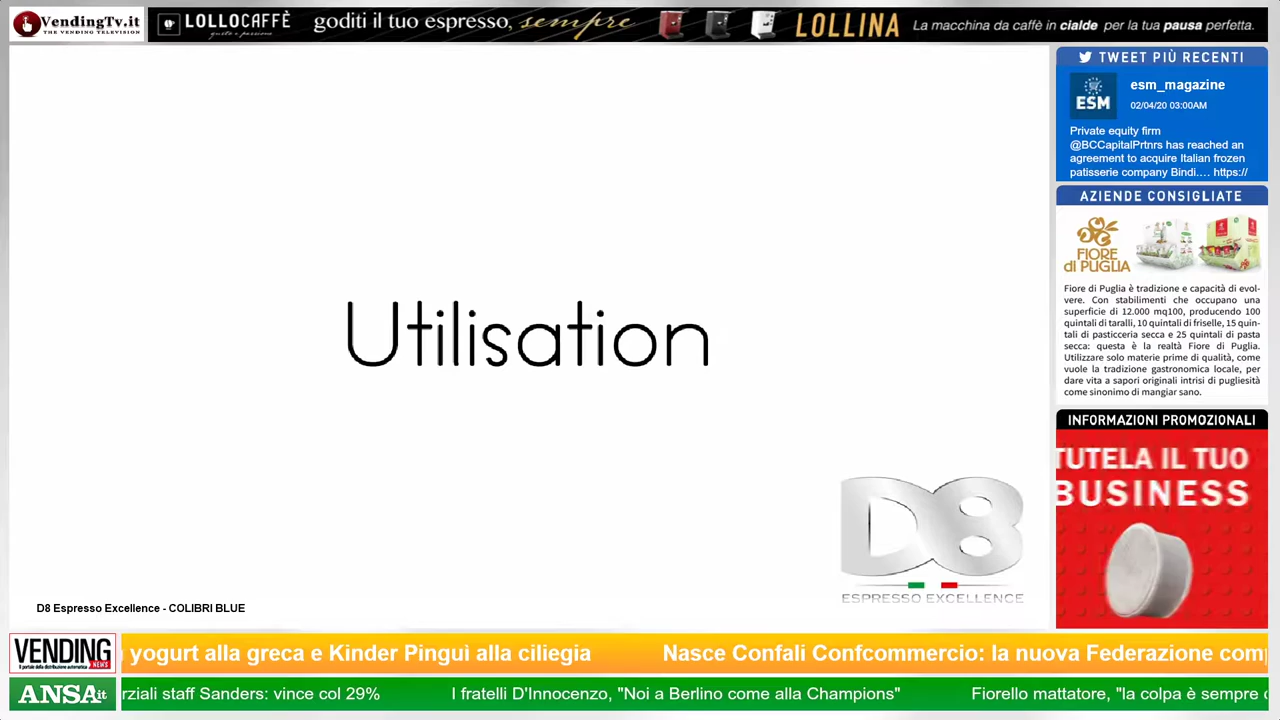 VendingTv.it
THE VENDING TELEVISION
LOLLOCAFFÈ
gusto e passione
goditi il tuo espresso, sempre
LOLLINA
La macchina da caffè in cialde per la tua pausa perfetta.
Utilisation
D8
ESPRESSO EXCELLENCE
D8 Espresso Excellence - COLIBRI BLUE
TWEET PIÙ RECENTI
ESM
esm_magazine
02/04/20 03:00AM
Private equity firm
@BCCapitalPrtnrs has reached an
agreement to acquire Italian frozen
patisserie company Bindi.… https://
AZIENDE CONSIGLIATE
FIORE
di PUGLIA
Fiore di Puglia è tradizione e capacità di evol-
vere. Con stabilimenti che occupano una
superficie di 12.000 mq100, producendo 100
quintali di taralli, 10 quintali di friselle, 15 quin-
tali di pasticceria secca e 25 quintali di pasta
secca: questa è la realtà Fiore di Puglia.
Utilizzare solo materie prime di qualità, come
vuole la tradizione gastronomica locale, per
dare vita a sapori originali intrisi di pugliesità
come sinonimo di mangiar sano.
INFORMAZIONI PROMOZIONALI
TUTELA IL TUO
BUSINESS
VENDING
NEWS
Il portale della distribuzione automatica
yogurt alla greca e Kinder Pinguì alla ciliegia
Nasce Confali Confcommercio: la nuova Federazione com
ANSA.it
rziali staff Sanders: vince col 29%
I fratelli D'Innocenzo, "Noi a Berlino come alla Champions"
Fiorello mattatore, "la colpa è sempre